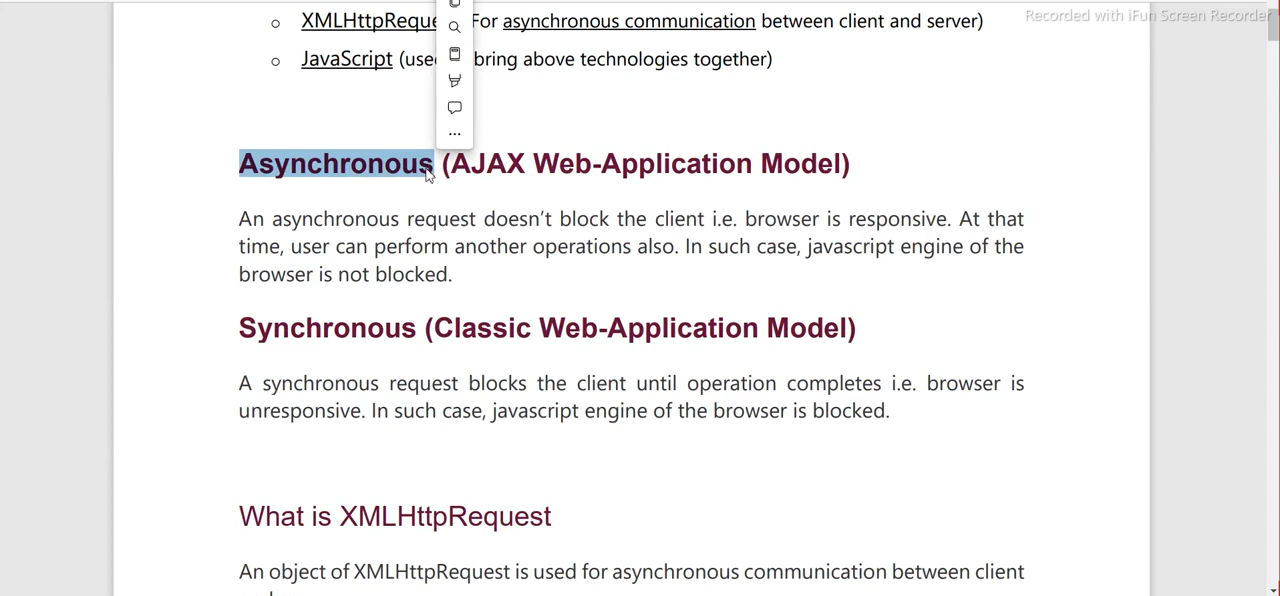 XMLHttpReque For asynchronous communication between client and server)
Recorded with iFun Screen Recorder
JavaScript (use bring above technologies together)
Asynchronous (AJAX Web-Application Model)
An asynchronous request doesn’t block the client i.e. browser is responsive. At that
time, user can perform another operations also. In such case, javascript engine of the
browser is not blocked.
Synchronous (Classic Web-Application Model)
A synchronous request blocks the client until operation completes i.e. browser is
unresponsive. In such case, javascript engine of the browser is blocked.
What is XMLHttpRequest
An object of XMLHttpRequest is used for asynchronous communication between client